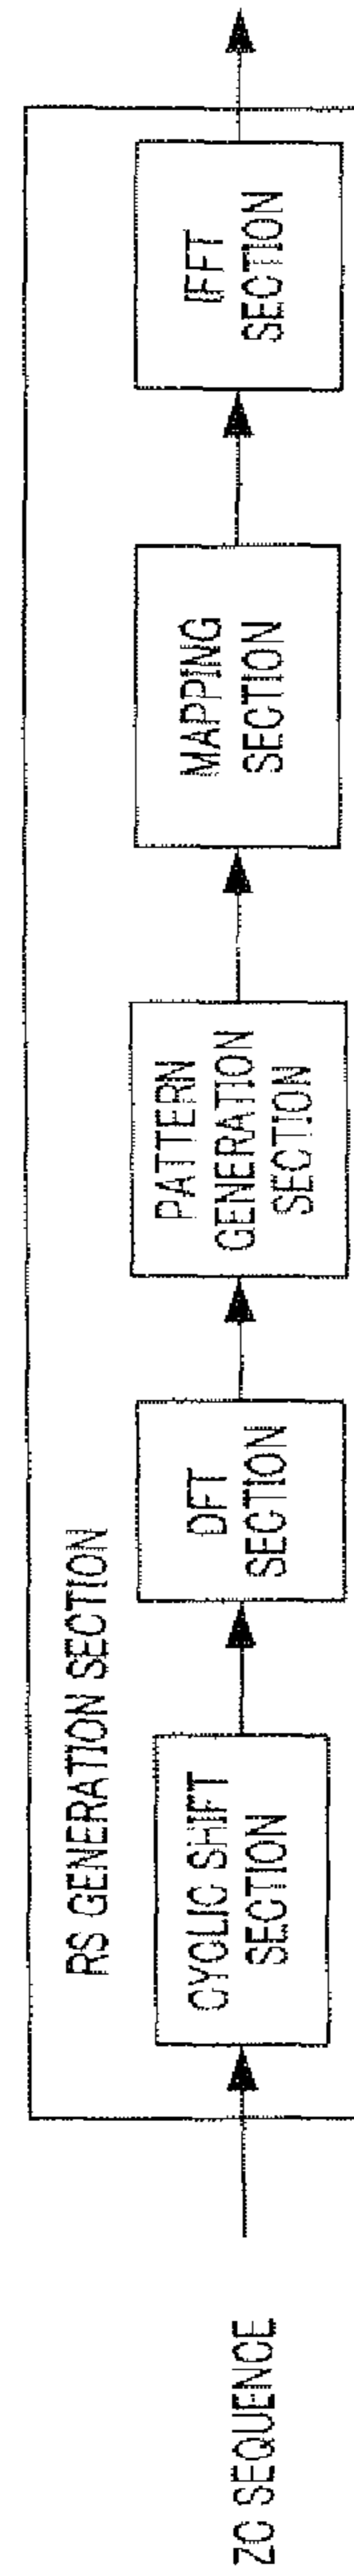 ZC SEQUENCE
RS GENERATION SECTION
CYCLIC SHIFT
SECTION
DFT
SECTION
PATTERN
GENERATION
SECTION
MAPPING
SECTION
IFFT
SECTION